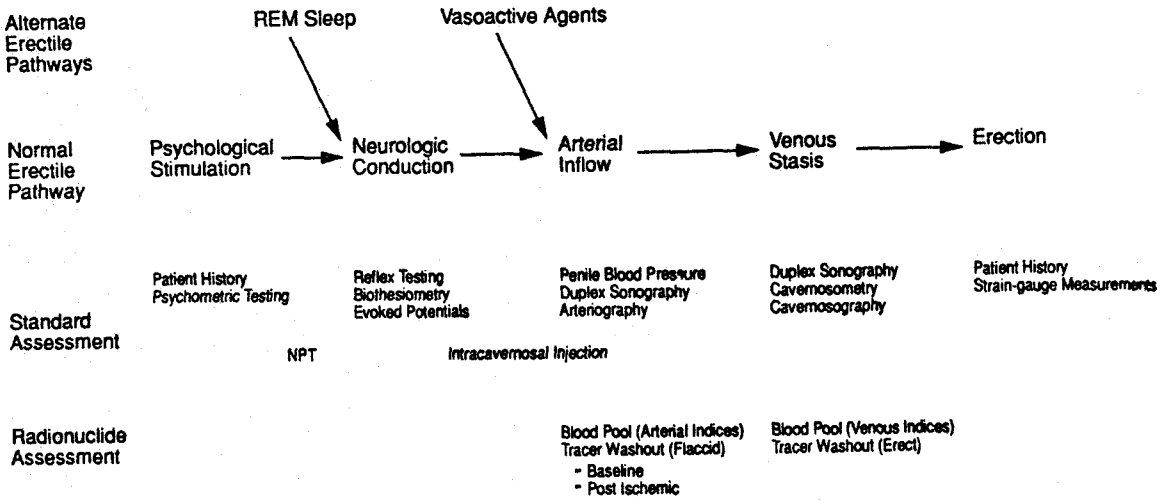 Alternate
Erectile
Pathways
REM Sleep
Vasoactive Agents
Normal
Erectile
Pathway
Psychological
Stimulation
Neurologic
Conduction
Arterial
Inflow
Venous
Stasis
Erection
Standard
Assessment
Patient History
Psychometric Testing
Reflex Testing
Biothesiometry
Evoked Potentials
Penile Blood Pressure
Duplex Sonography
Arteriography
Duplex Sonography
Cavernosometry
Cavernosography
Patient History
Strain-gauge Measurements
NPT
Intracavernosal Injection
Radionuclide
Assessment
Blood Pool (Arterial Indices)
Tracer Washout (Flaccid)
- Baseline
- Post Ischemic
Blood Pool (Venous Indices)
Tracer Washout (Erect)